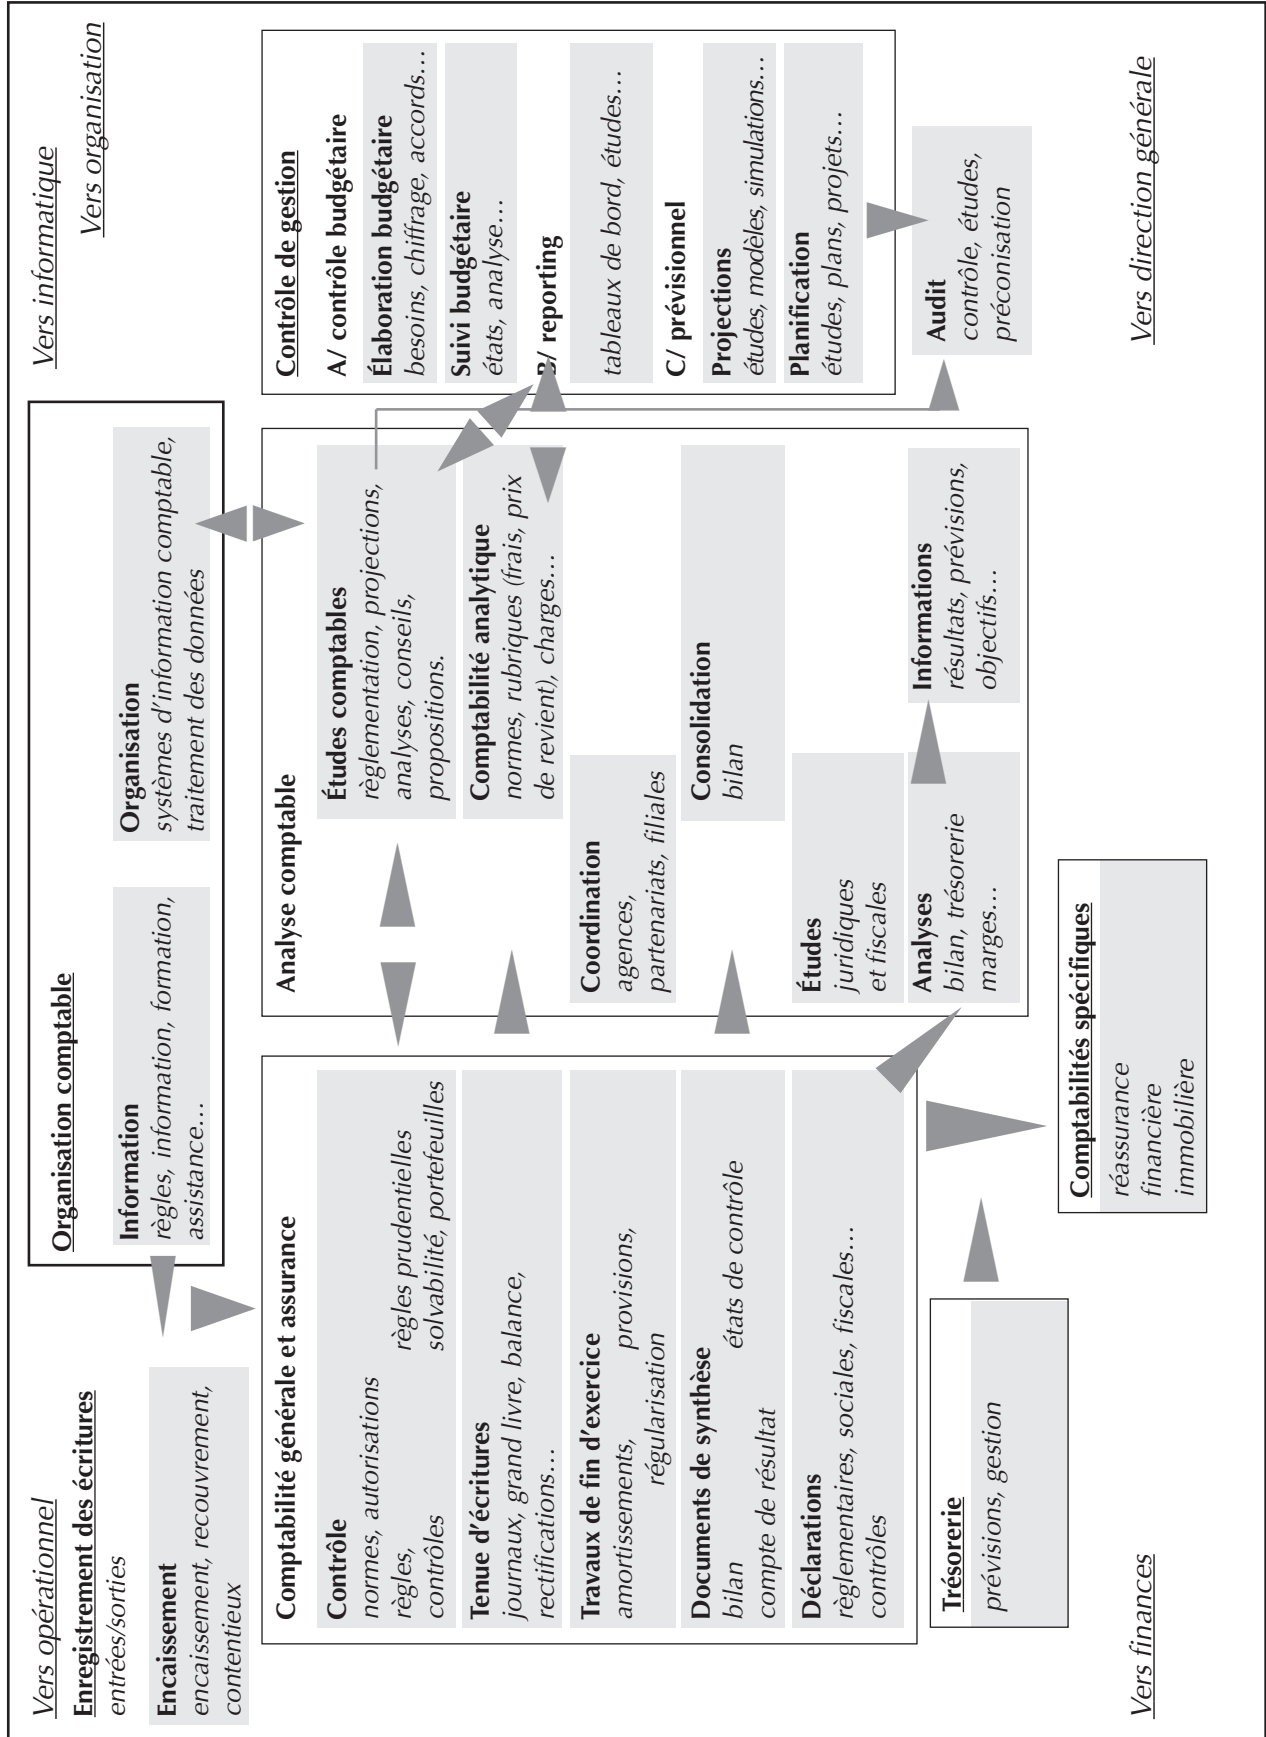 Vers opérationnel
Enregistrement des écritures
entrées/sorties
Encaissement
encaissement, recouvrement,
contentieux
Organisation comptable
Information
règles, information, formation,
assistance…
Organisation
systèmes d'information comptable,
traitement des données
Vers informatique
Vers organisation
Comptabilité générale et assurance
Contrôle
normes, autorisations
règles, règles prudentielles
contrôles solvabilité, portefeuilles
Tenue d'écritures
journaux, grand livre, balance,
rectifications…
Travaux de fin d'exercice
amortissements, provisions,
régularisation
Documents de synthèse
bilan états de contrôle
compte de résultat
Déclarations
règlementaires, sociales, fiscales…
contrôles
Analyse comptable
Études comptables
règlementation, projections,
analyses, conseils,
propositions.
Comptabilité analytique
normes, rubriques (frais, prix
de revient), charges…
Coordination
agences,
partenariats, filiales
Consolidation
bilan
Études
juridiques
et fiscales
Analyses
bilan, trésorerie
marges…
Informations
résultats, prévisions,
objectifs…
Contrôle de gestion
A/ contrôle budgétaire
Élaboration budgétaire
besoins, chiffrage, accords…
Suivi budgétaire
états, analyse…
B/ reporting
tableaux de bord, études…
C/ prévisionnel
Projections
études, modèles, simulations…
Planification
études, plans, projets…
Audit
contrôle, études,
préconisation
Trésorerie
prévisions, gestion
Comptabilités spécifiques
réassurance
financière
immobilière
Vers finances
Vers direction générale